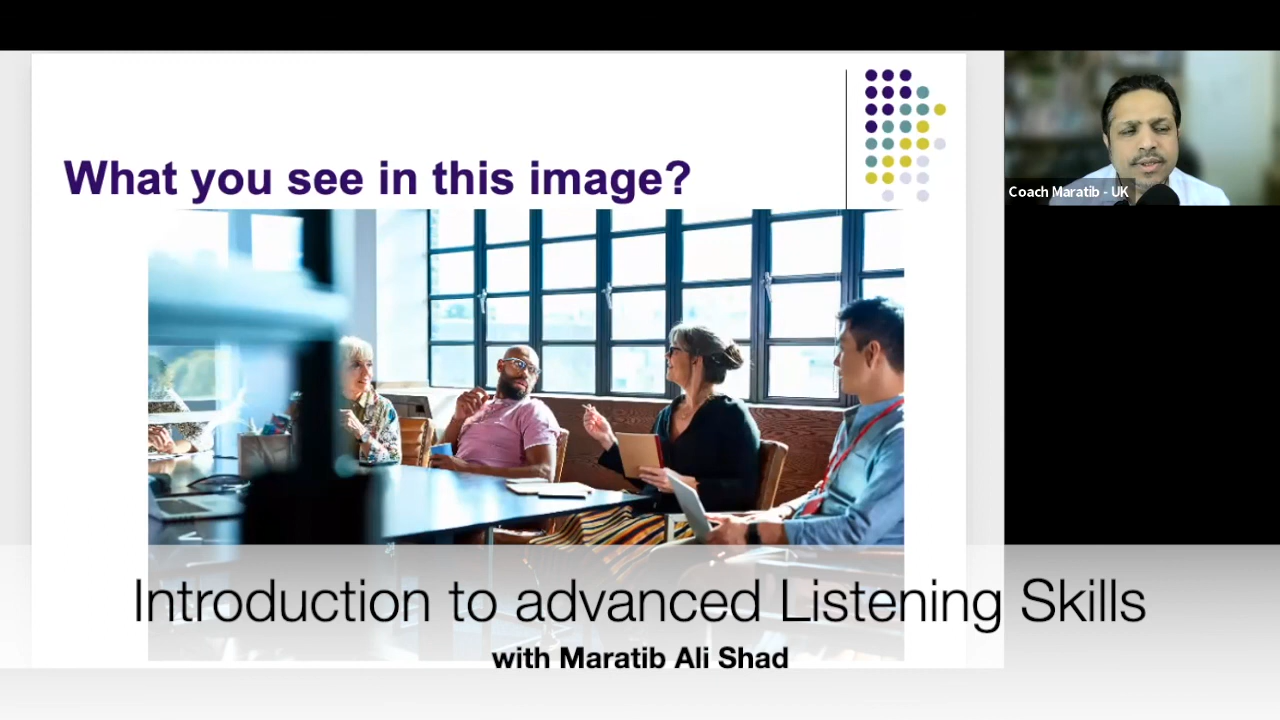 What you see in this image?
Coach Maratib - UK
Introduction to advanced Listening Skills
with Maratib Ali Shad